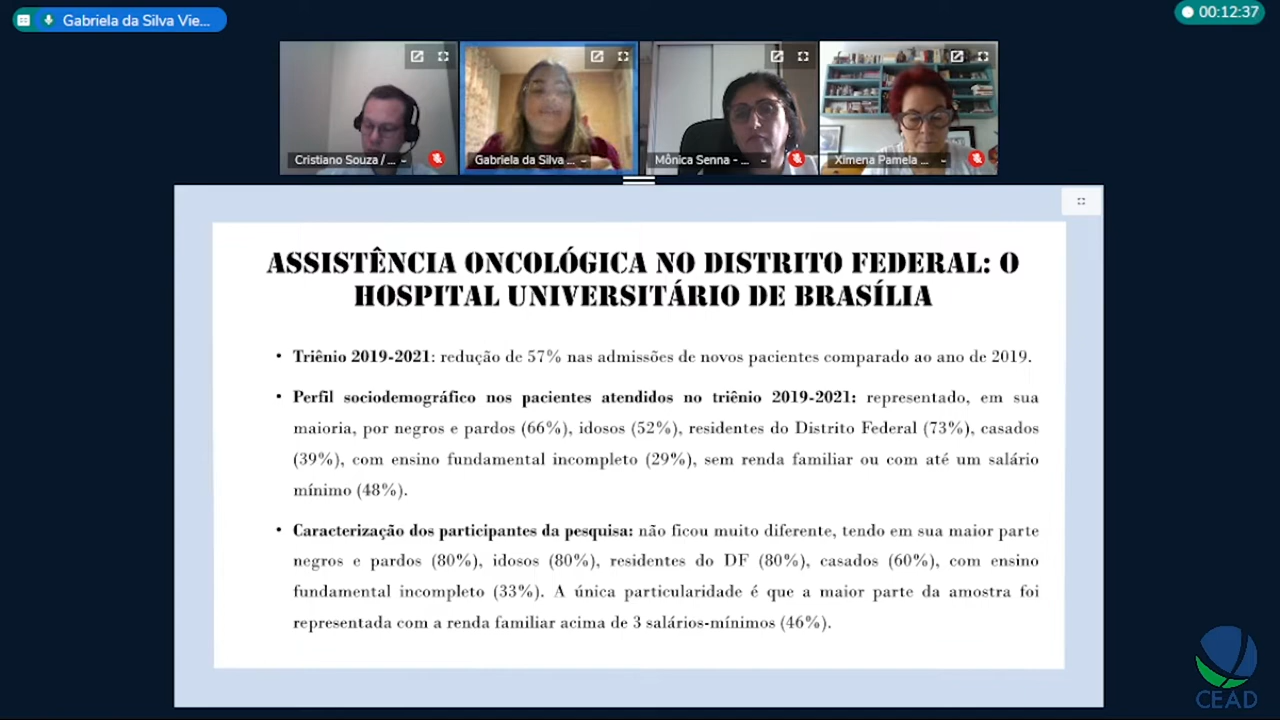 Gabriela da Silva Vie...
00:12:37
Cristiano Souza / ...
Gabriela da Silva ...
Mônica Senna - ...
Ximena Pamela ...
ASSISTÊNCIA ONCOLÓGICA NO DISTRITO FEDERAL: O
HOSPITAL UNIVERSITÁRIO DE BRASÍLIA
• Triênio 2019-2021: redução de 57% nas admissões de novos pacientes comparado ao ano de 2019.
• Perfil sociodemográfico nos pacientes atendidos no triênio 2019-2021: representado, em sua
maioria, por negros e pardos (66%), idosos (52%), residentes do Distrito Federal (73%), casados
(39%), com ensino fundamental incompleto (29%), sem renda familiar ou com até um salário
mínimo (48%).
• Caracterização dos participantes da pesquisa: não ficou muito diferente, tendo em sua maior parte
negros e pardos (80%), idosos (80%), residentes do DF (80%), casados (60%), com ensino
fundamental incompleto (33%). A única particularidade é que a maior parte da amostra foi
representada com a renda familiar acima de 3 salários-mínimos (46%).
CEAD